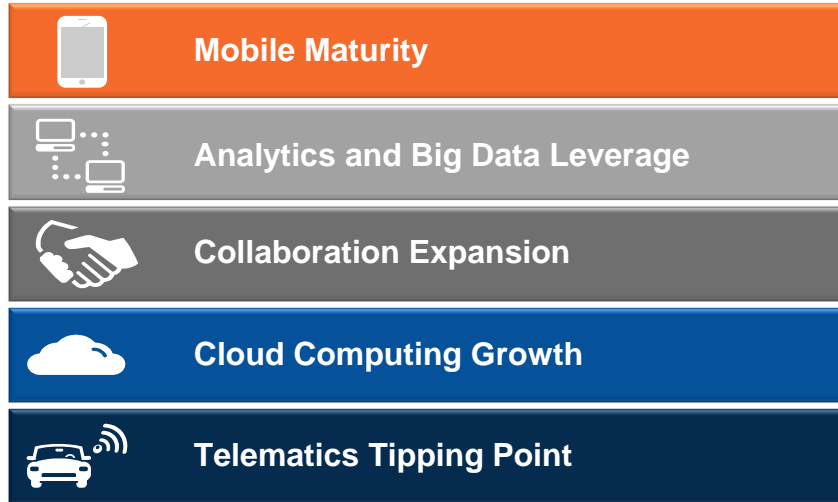 Mobile Maturity
Analytics and Big Data Leverage
Collaboration Expansion
Cloud Computing Growth
Telematics Tipping Point